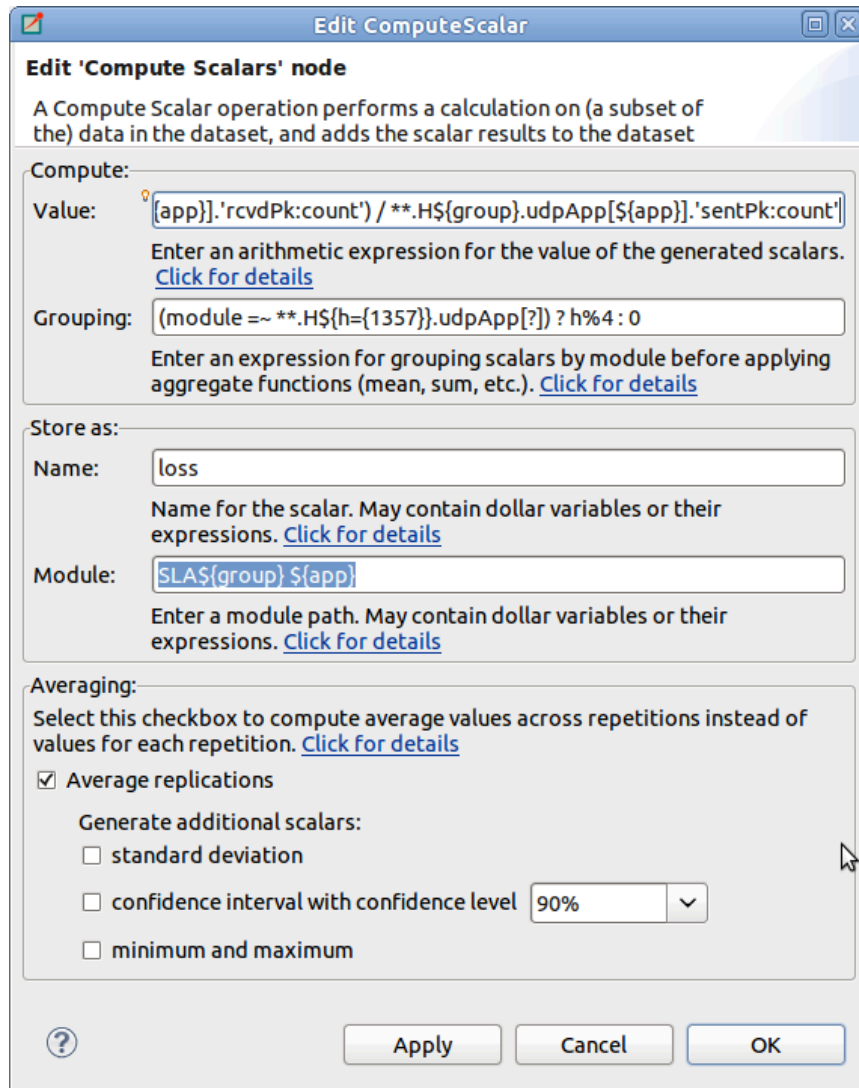 Edit ComputeScalar
Edit 'Compute Scalars' node
A Compute Scalar operation performs a calculation on (a subset of
the) data in the dataset, and adds the scalar results to the dataset
Compute:
Value: {app}].'rcvdPk:count') / **.H${group}.udpApp[${app}].'sentPk:count'
Enter an arithmetic expression for the value of the generated scalars.
Click for details
Grouping: (module =~ **.H${h={1357}}.udpApp[?]) ? h%4 : 0
Enter an expression for grouping scalars by module before applying
aggregate functions (mean, sum, etc.). Click for details
Store as:
Name: loss
Name for the scalar. May contain dollar variables or their
expressions. Click for details
Module: SLA${group} ${app}
Enter a module path. May contain dollar variables or their
expressions. Click for details
Averaging:
Select this checkbox to compute average values across repetitions instead of
values for each repetition. Click for details
Average replications
Generate additional scalars:
standard deviation
confidence interval with confidence level 90%
minimum and maximum
? Apply Cancel OK